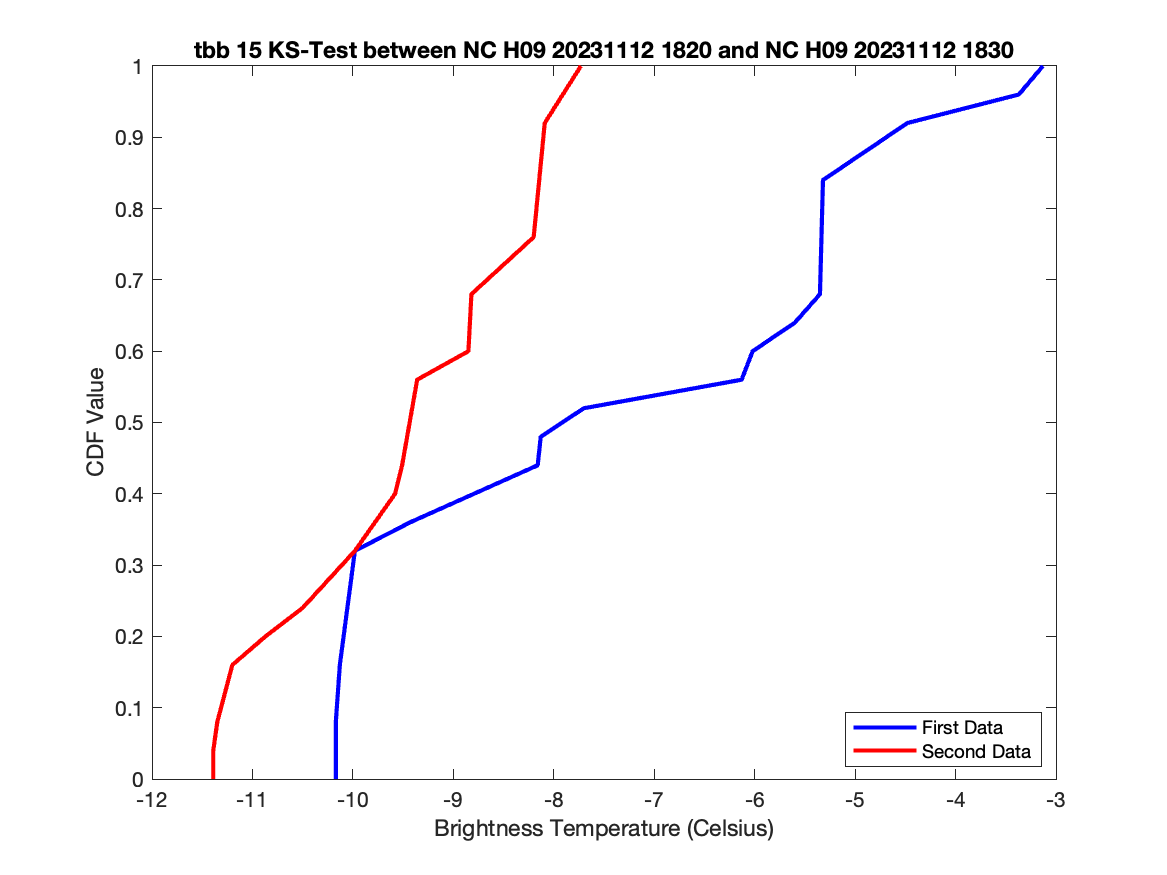 tbb 15 KS-Test between NC H09 20231112 1820 and NC H09 20231112 1830
1
0.9
0.8
0.7
0.6
0.5
0.4
0.3
0.2
0.1
0
CDF Value
-12 -11 -10 -9 -8 -7 -6 -5 -4 -3
Brightness Temperature (Celsius)
First Data
Second Data